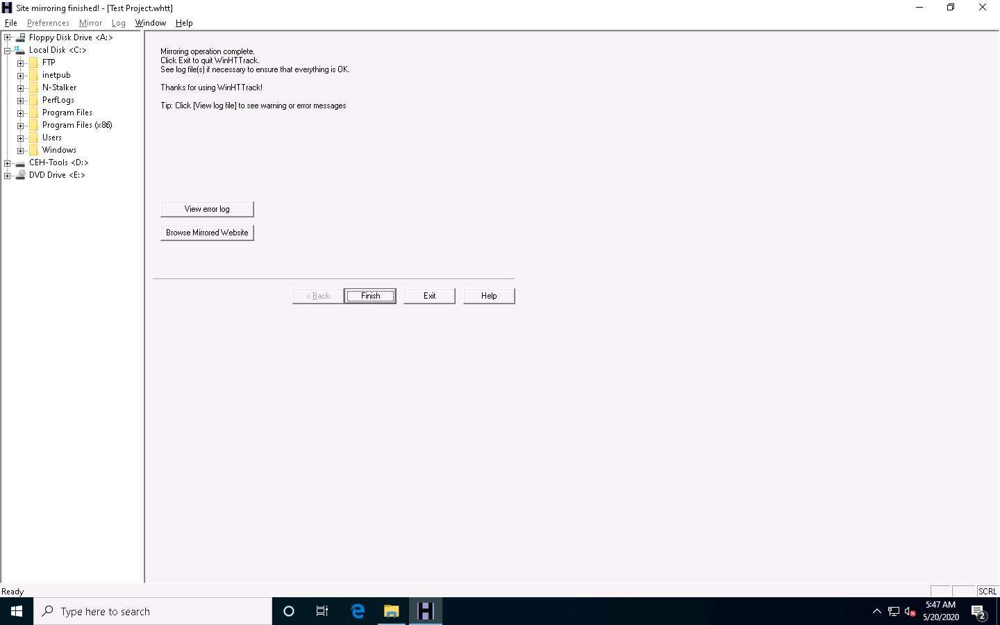 Site mirroring finished! - [Test Project.whtt]
File Preferences Mirror Log Window Help
Floppy Disk Drive <A:>
Local Disk <C:>
FTP
inetpub
N-Stalker
PerfLogs
Program Files
Program Files (x86)
Users
Windows
CEH-Tools <D:>
DVD Drive <E:>
Mirroring operation complete.
Click Exit to quit WinHTTrack.
See log file(s) if necessary to ensure that everything is OK.
Thanks for using WinHTTrack!
Tip: Click [View log file] to see warning or error messages
View error log
Browse Mirrored Website
< Back Finish Exit Help
Ready
SCRL
Type here to search
5:47 AM
5/20/2020
2